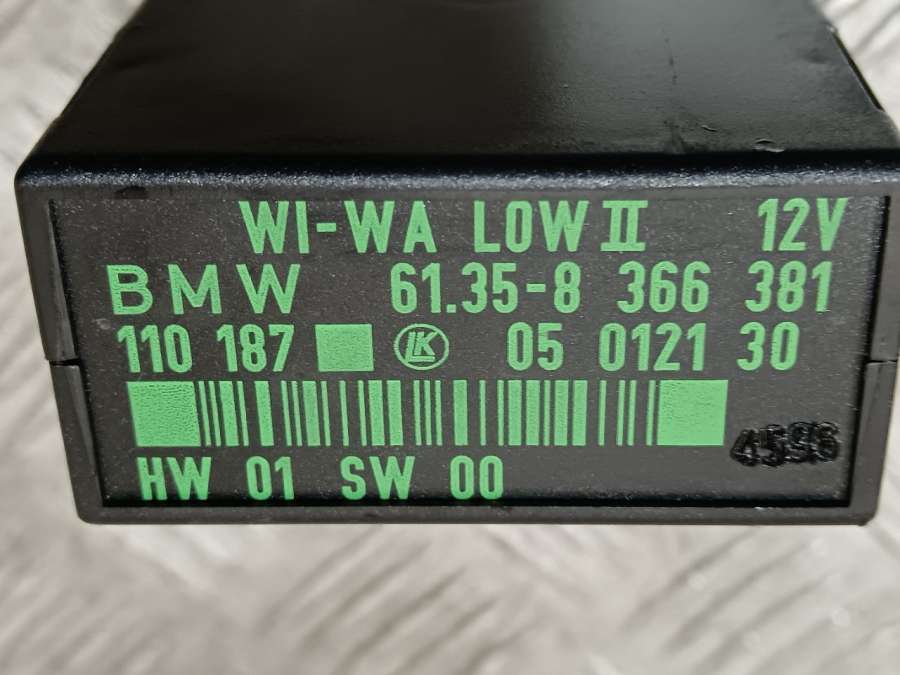 WI-WA LOW II 12V
BMW 61.35-8 366 381
110 187 LK 05 0121 30
4596
HW 01 SW 00